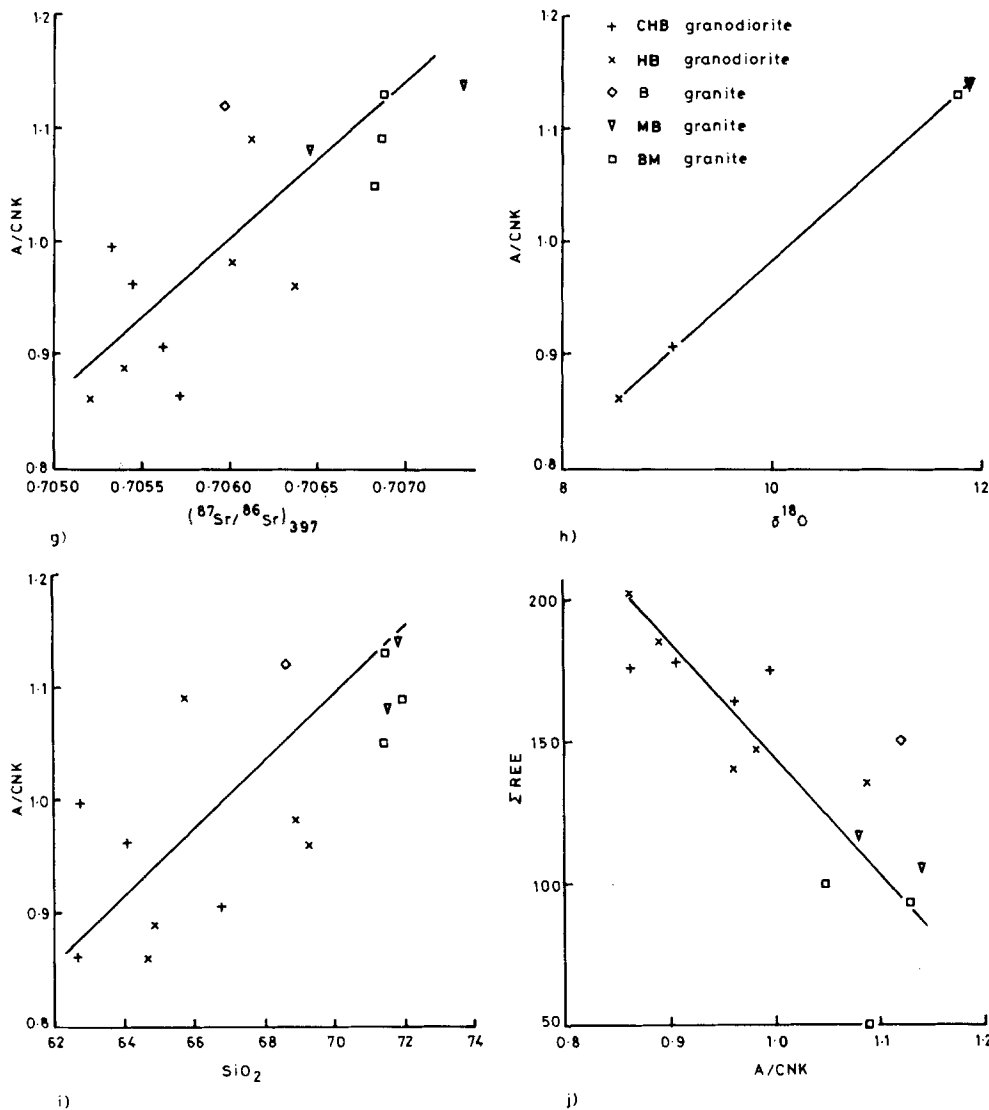 1·2
1·1
1·0
0·9
0·8
A/CNK
0·7050
0·7055
0·7060
0·7065
0·7070
(⁸⁷Sr/⁸⁶Sr)₃₉₇
g)
1·2
1·1
1·0
0·9
0·8
A/CNK
+ CHB granodiorite
× HB granodiorite
◇ B granite
▽ MB granite
□ BM granite
8
10
12
δ¹⁸O
h)
1·2
1·1
1·0
0·9
0·8
A/CNK
62
64
66
68
70
72
74
SiO₂
i)
200
150
100
50
ΣREE
0·8
0·9
1·0
1·1
1·2
A/CNK
j)